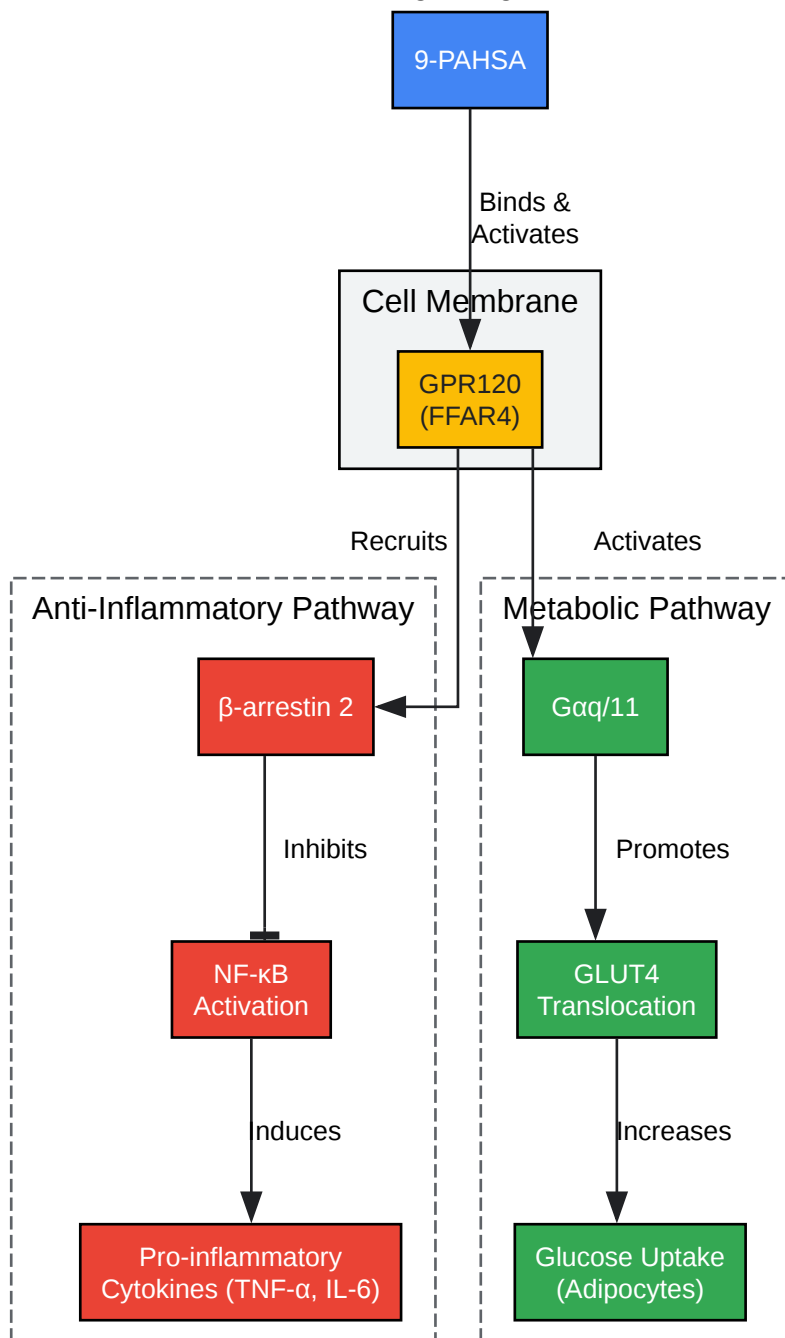 9-PAHSA
Binds &
Activates
Cell Membrane
GPR120
(FFAR4)
Recruits
Activates
Anti-Inflammatory Pathway
Metabolic Pathway
β-arrestin 2
Gαq/11
Inhibits
Promotes
NF-κB
Activation
GLUT4
Translocation
Induces
Increases
Pro-inflammatory
Cytokines (TNF-α, IL-6)
Glucose Uptake
(Adipocytes)